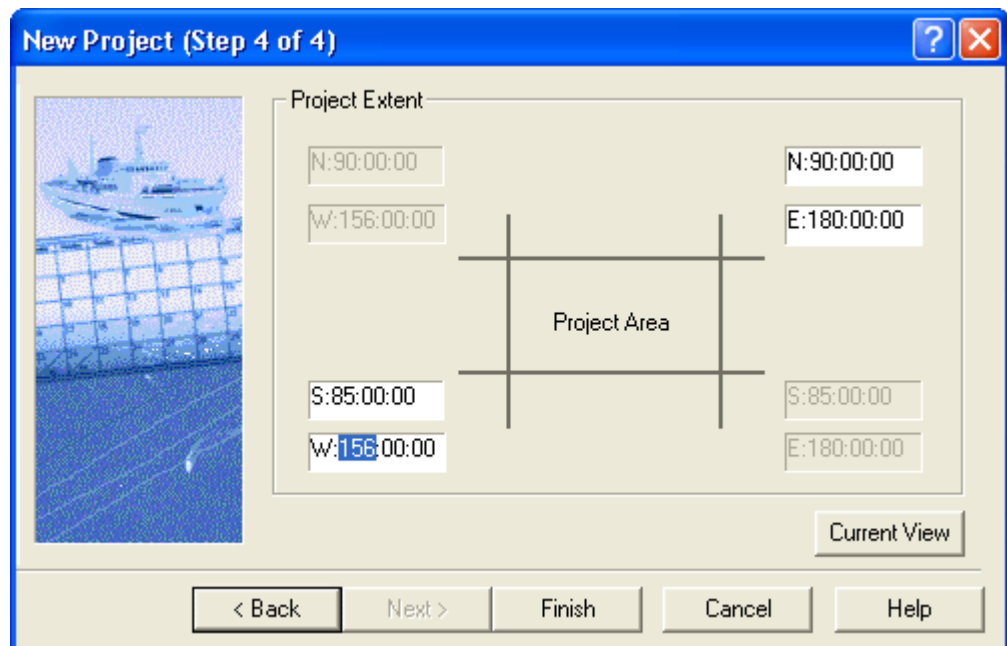 New Project (Step 4 of 4)
Project Extent
N:90:00:00
N:90:00:00
W:156:00:00
E:180:00:00
Project Area
S:85:00:00
S:85:00:00
W:156:00:00
E:180:00:00
Current View
< Back
Next >
Finish
Cancel
Help